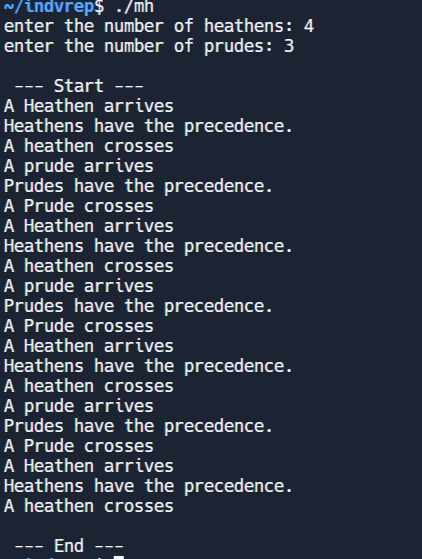 ~/indvrep$ ./mh
enter the number of heathens: 4
enter the number of prudes: 3
--- Start ---
A Heathen arrives
Heathens have the precedence.
A heathen crosses
A prude arrives
Prudes have the precedence.
A Prude crosses
A Heathen arrives
Heathens have the precedence.
A heathen crosses
A prude arrives
Prudes have the precedence.
A Prude crosses
A Heathen arrives
Heathens have the precedence.
A heathen crosses
A prude arrives
Prudes have the precedence.
A Prude crosses
A Heathen arrives
Heathens have the precedence.
A heathen crosses
--- End ---